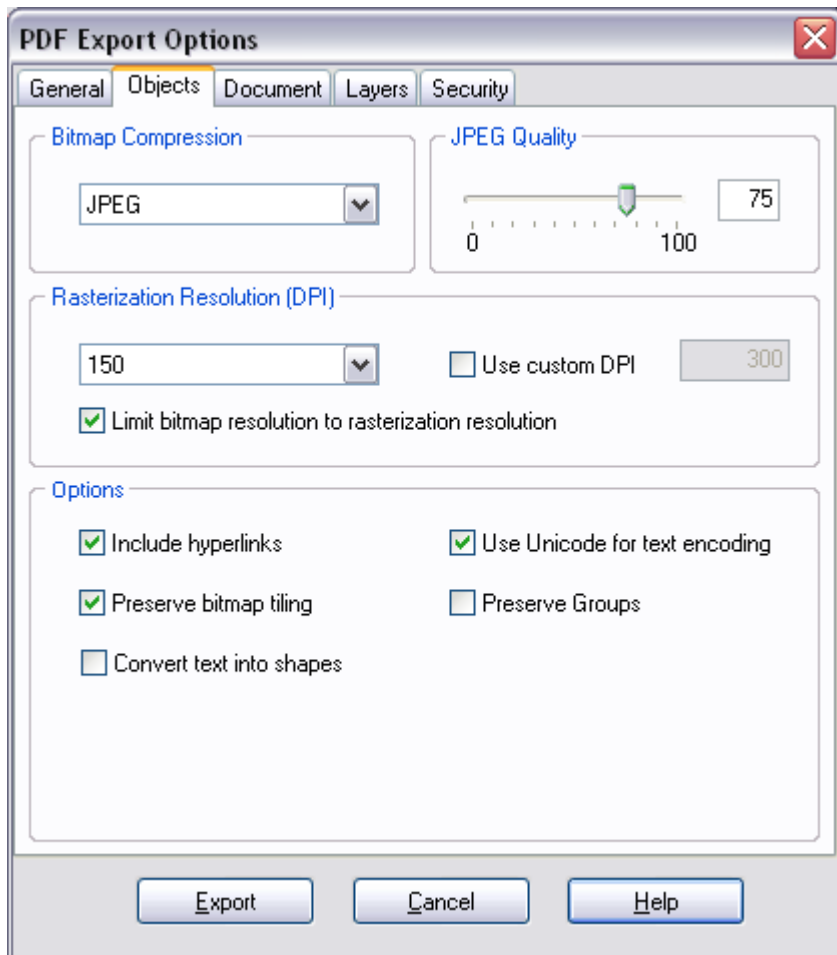 PDF Export Options
General Objects Document Layers Security
Bitmap Compression JPEG Quality
JPEG 75
0 100
Rasterization Resolution (DPI)
150 Use custom DPI 300
Limit bitmap resolution to rasterization resolution
Options
Include hyperlinks Use Unicode for text encoding
Preserve bitmap tiling Preserve Groups
Convert text into shapes
Export Cancel Help